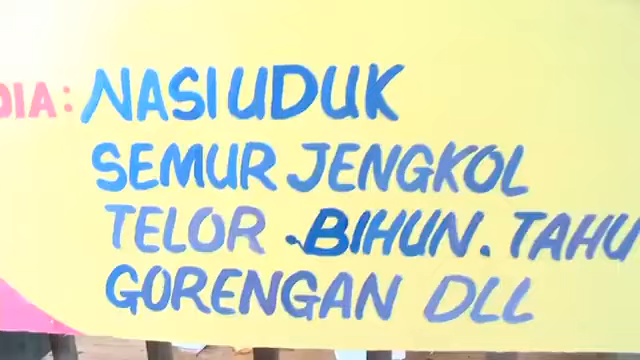 DIA: NASI UDUK
SEMUR JENGKOL
TELOR . BIHUN. TAHU
GORENGAN DLL